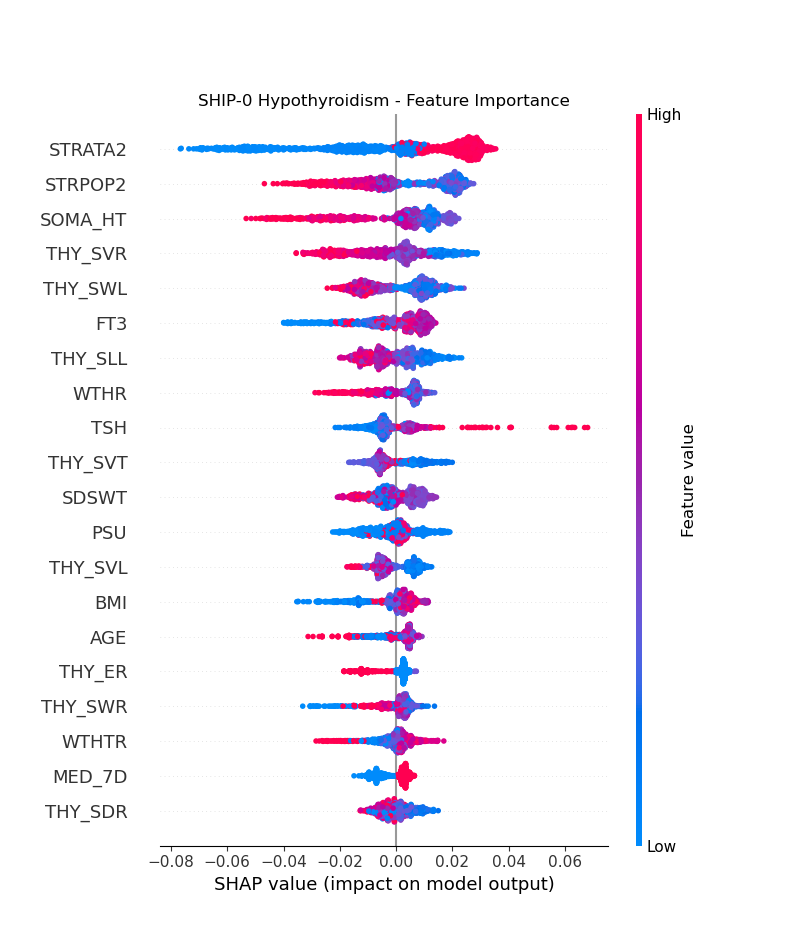 SHIP-0 Hypothyroidism - Feature Importance
High
STRATA2
STRPOP2
SOMA_HT
THY_SVR
THY_SWL
FT3
THY_SLL
WTHR
TSH
THY_SVT
SDSWT
PSU
THY_SVL
BMI
AGE
THY_ER
THY_SWR
WTHTR
MED_7D
THY_SDR
Feature value
Low
−0.08 −0.06 −0.04 −0.02 0.00 0.02 0.04 0.06
SHAP value (impact on model output)